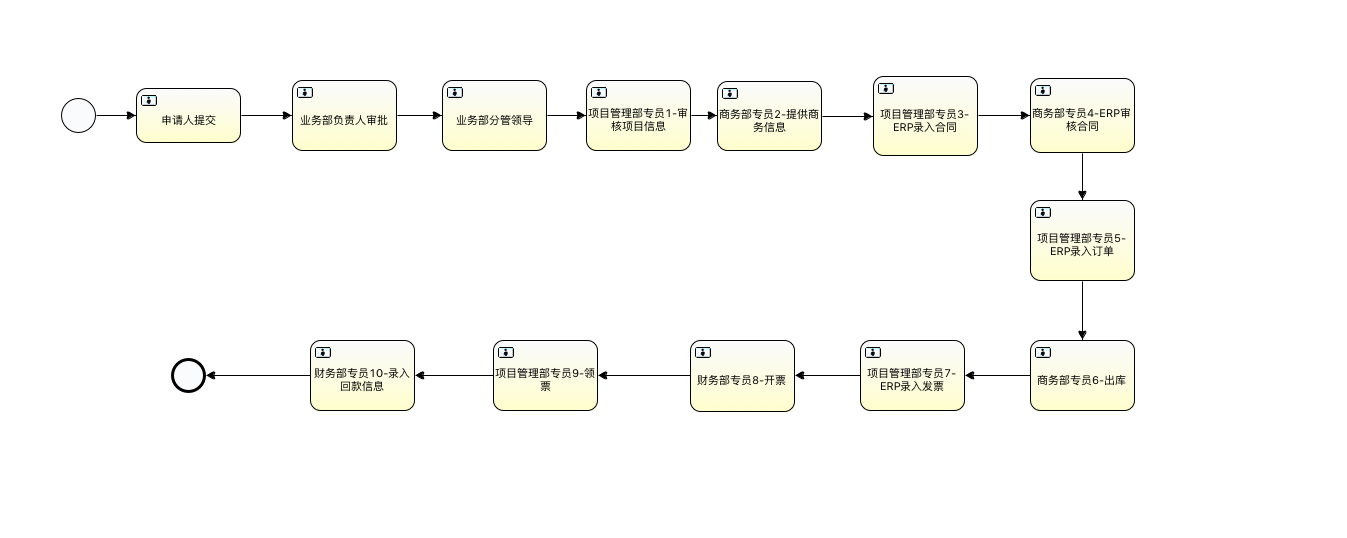 申请人提交
业务部负责人审批
业务部分管领导
项目管理部专员1-审
核项目信息
商务部专员2-提供商
务信息
项目管理部专员3-
ERP录入合同
商务部专员4-ERP审
核合同
项目管理部专员5-
ERP录入订单
商务部专员6-出库
项目管理部专员7-
ERP录入发票
财务部专员8-开票
项目管理部专员9-领
票
财务部专员10-录入
回款信息